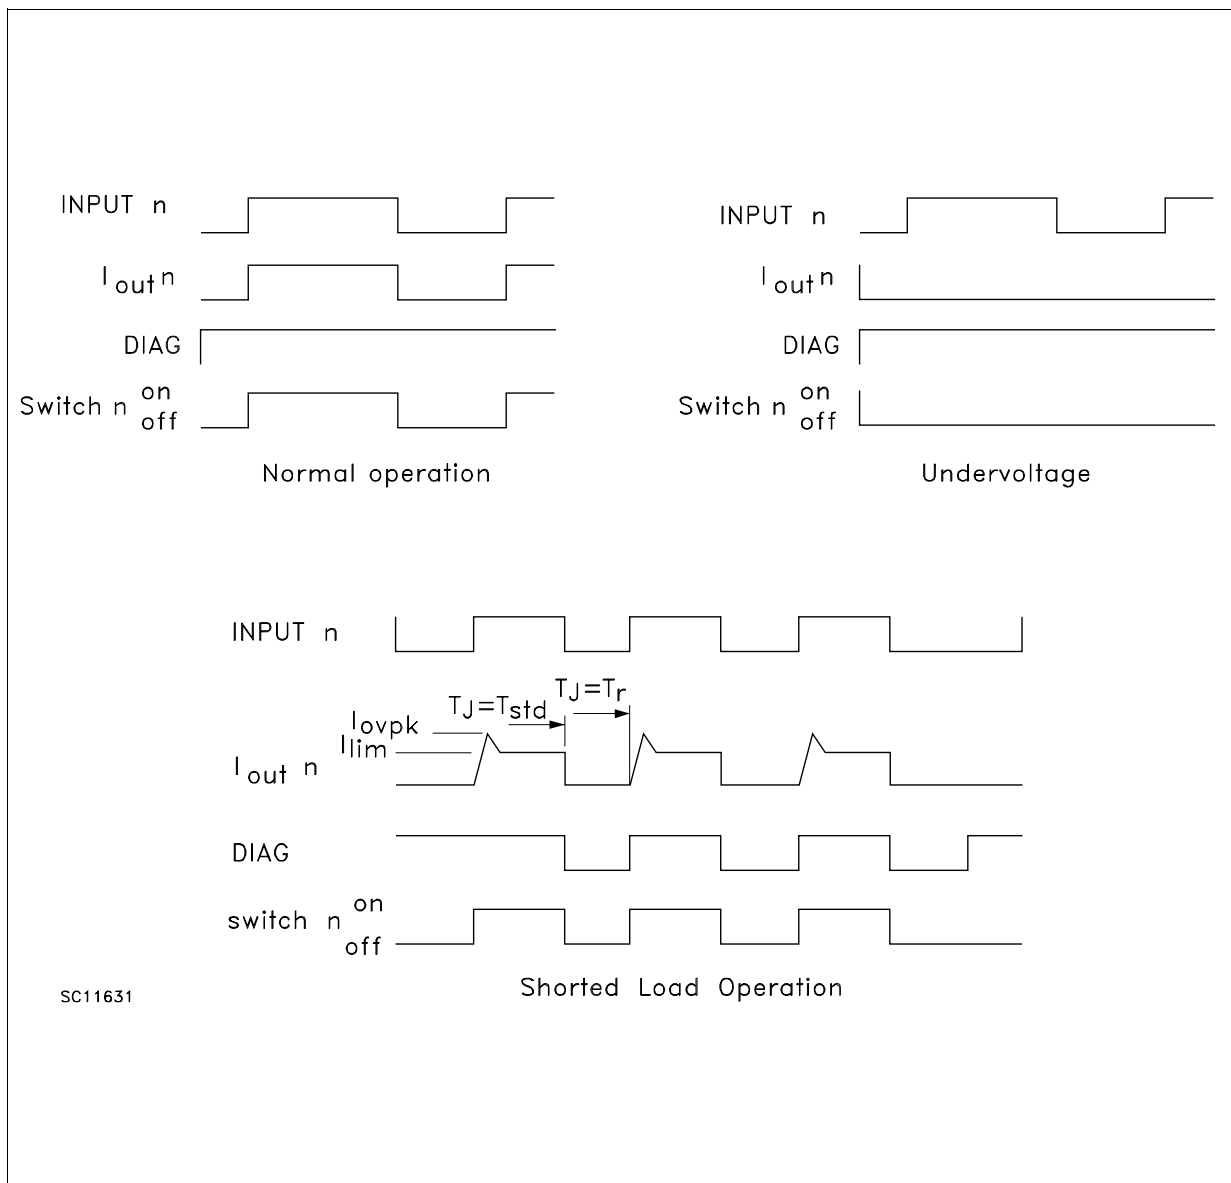 INPUT n
I out n
DIAG
Switch n on off
Normal operation
INPUT n
I out n
DIAG
Switch n on off
Undervoltage
INPUT n
TJ=Tstd
TJ=Tr
Iovpk
Ilim
I out n
DIAG
switch n on off
Shorted Load Operation
SC11631